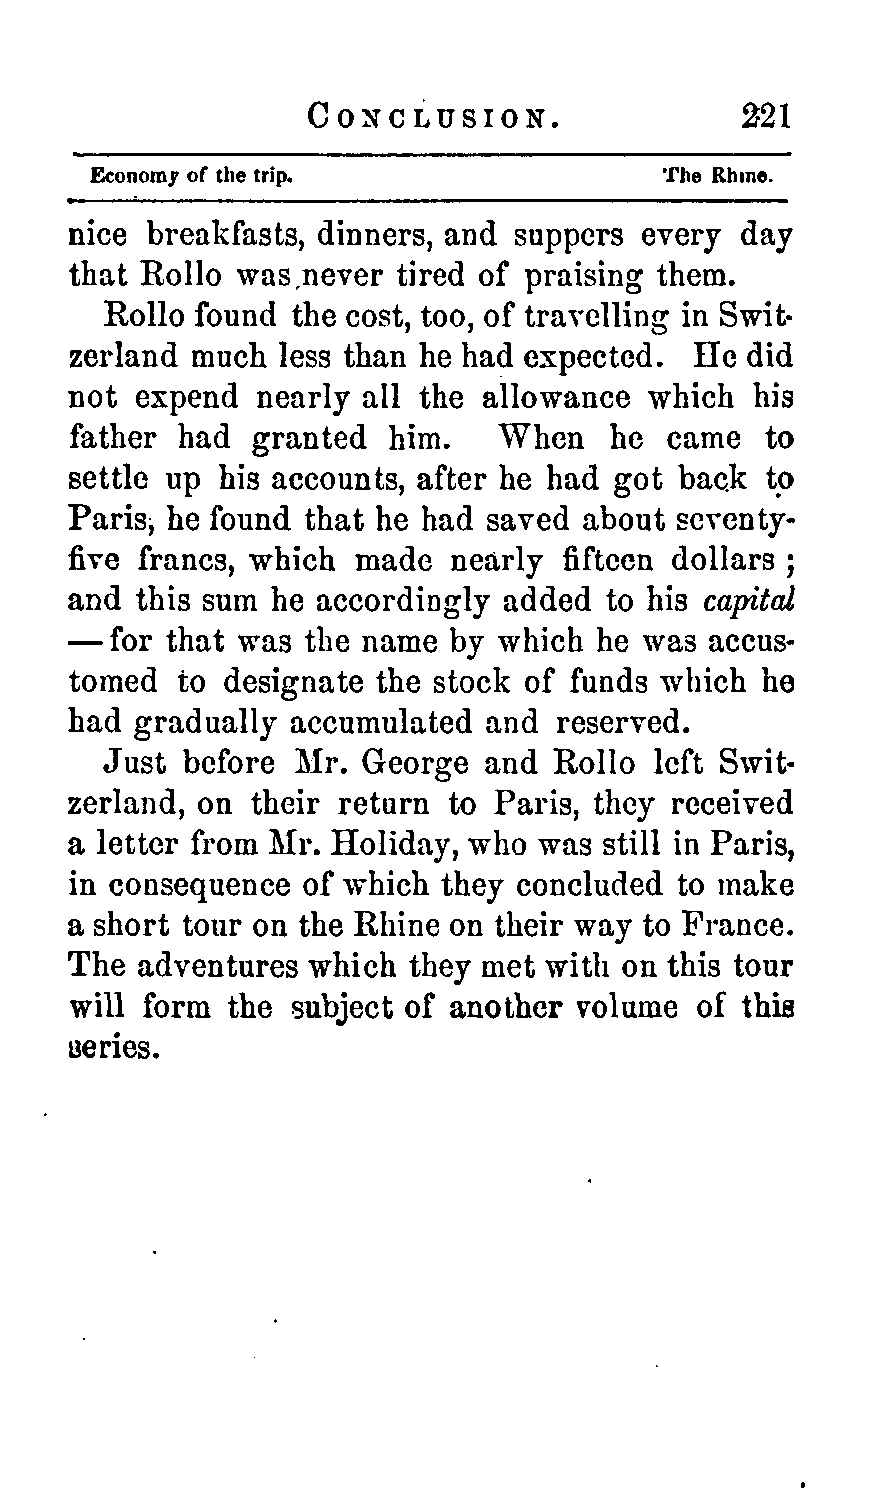 CONCLUSION. 221
Economy of the trip. The Rhine.
nice breakfasts, dinners, and suppers every day
that Rollo was never tired of praising them.
Rollo found the cost, too, of travelling in Swit-
zerland much less than he had expected. He did
not expend nearly all the allowance which his
father had granted him. When he came to
settle up his accounts, after he had got back to
Paris, he found that he had saved about seventy-
five francs, which made nearly fifteen dollars ;
and this sum he accordingly added to his capital
— for that was the name by which he was accus-
tomed to designate the stock of funds which he
had gradually accumulated and reserved.
Just before Mr. George and Rollo left Swit-
zerland, on their return to Paris, they received
a letter from Mr. Holiday, who was still in Paris,
in consequence of which they concluded to make
a short tour on the Rhine on their way to France.
The adventures which they met with on this tour
will form the subject of another volume of this
series.